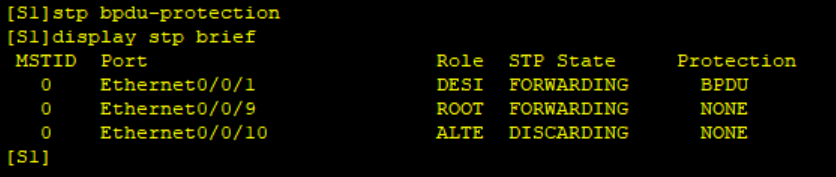 [S1]stp bpdu-protection
[S1]display stp brief
MSTID Port Role STP State Protection
0 Ethernet0/0/1 DESI FORWARDING BPDU
0 Ethernet0/0/9 ROOT FORWARDING NONE
0 Ethernet0/0/10 ALTE DISCARDING NONE
[S1]